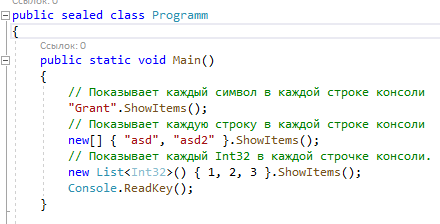 Ссылок: 0
public sealed class Programm
{
Ссылок: 0
public static void Main()
{
// Показывает каждый символ в каждой строке консоли
"Grant".ShowItems();
// Показывает каждую строку в каждой строке консоли
new[] { "asd", "asd2" }.ShowItems();
// Показывает каждый Int32 в каждой строчке консоли.
new List<Int32>() { 1, 2, 3 }.ShowItems();
Console.ReadKey();
}